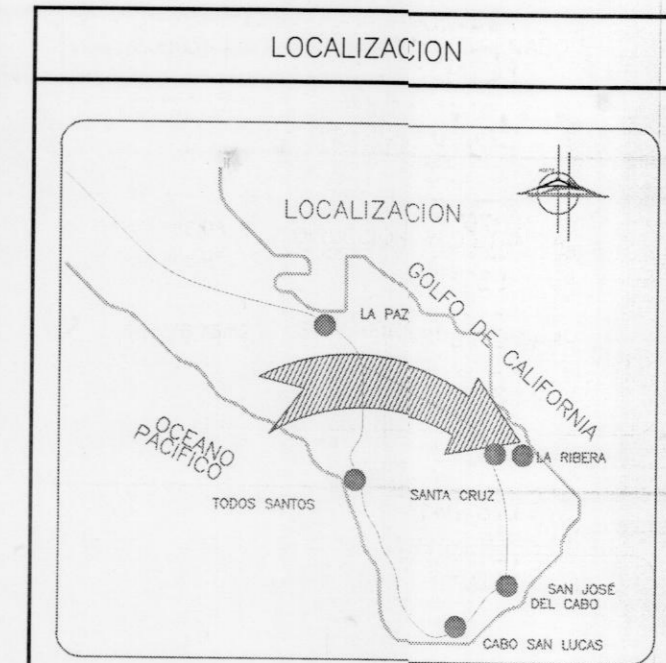 LOCALIZACION
LOCALIZACION
GOLFO DE CALIFORNIA
LA PAZ
OCEANO
PACIFICO
LA RIBERA
SANTA CRUZ
TODOS SANTOS
SAN JOSÉ
DEL CABO
CABO SAN LUCAS